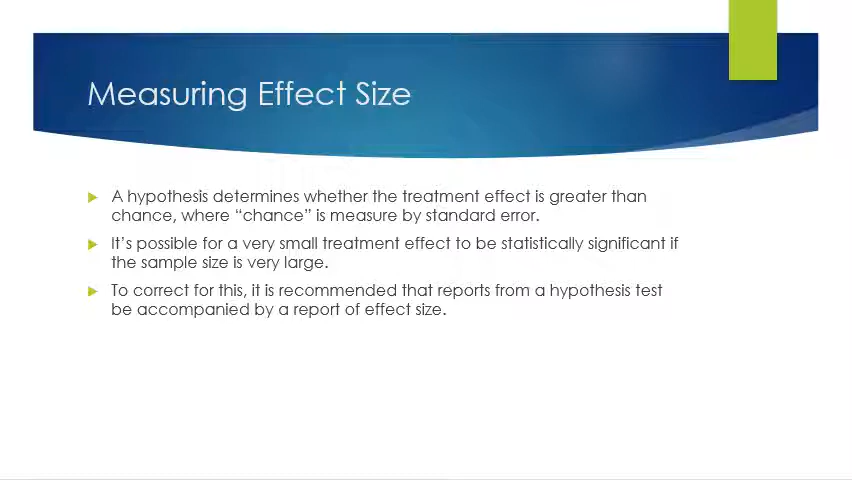 Measuring Effect Size
A hypothesis determines whether the treatment effect is greater than
chance, where “chance” is measure by standard error.
It’s possible for a very small treatment effect to be statistically significant if
the sample size is very large.
To correct for this, it is recommended that reports from a hypothesis test
be accompanied by a report of effect size.